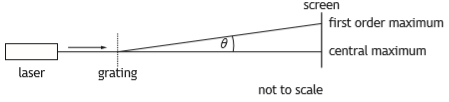 screen
first order maximum
θ
central maximum
laser
grating
not to scale